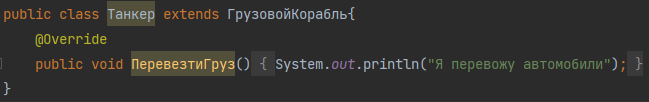 public class Танкер extends ГрузовойКорабль{
@Override
public void ПеревезтиГруз() { System.out.println("Я перевожу автомобили"); }
}